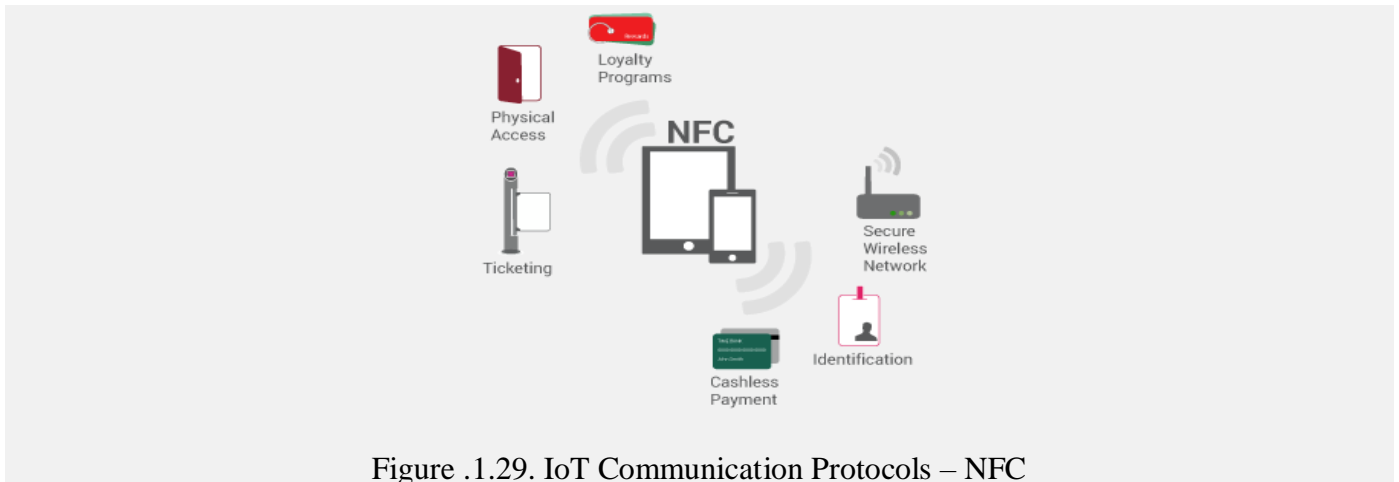 Rewards
Loyalty
Programs
Physical
Access
NFC
Ticketing
Secure
Wireless
Network
Identification
Cashless
Payment
Figure .1.29. IoT Communication Protocols – NFC